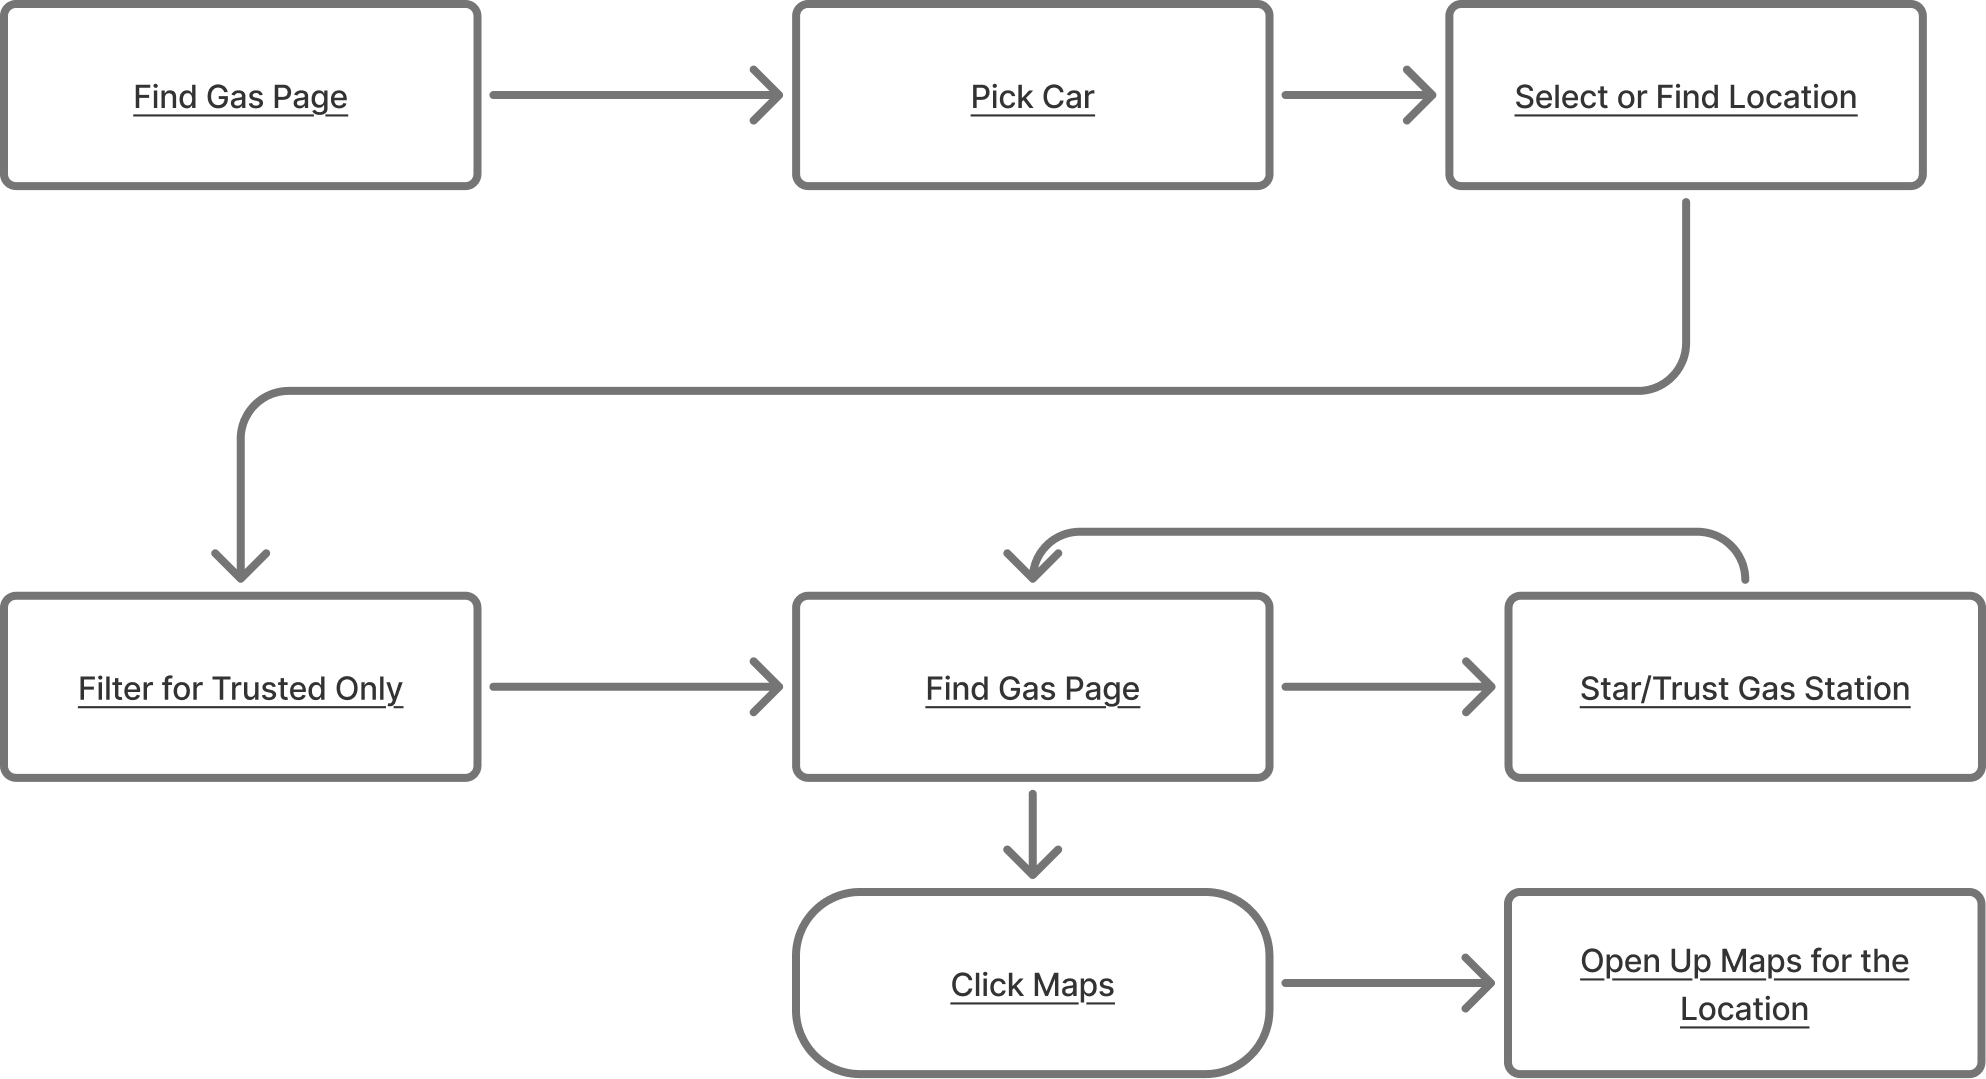 Find Gas Page
Pick Car
Select or Find Location
Filter for Trusted Only
Find Gas Page
Star/Trust Gas Station
Click Maps
Open Up Maps for the
Location